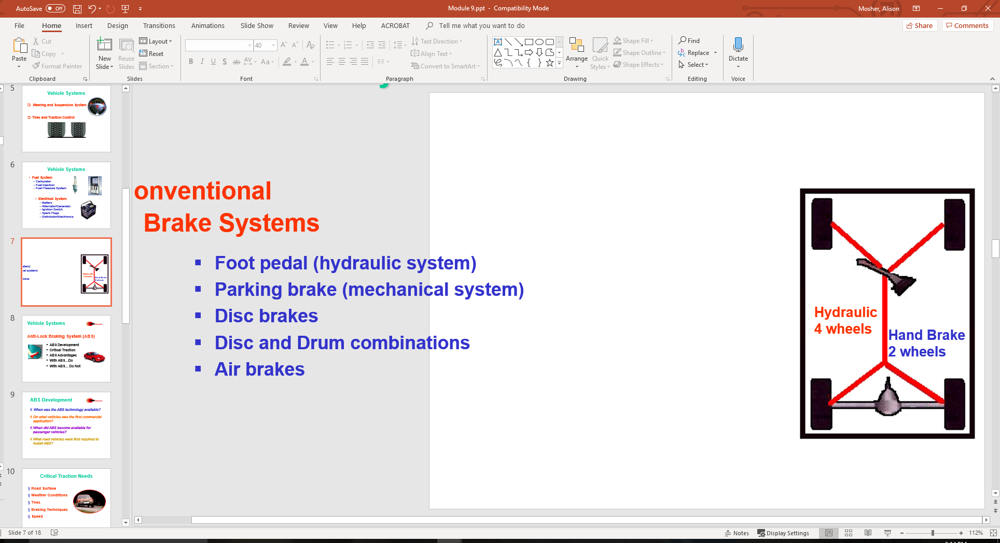 AutoSave Off
Module 9.ppt - Compatibility Mode
Mosher, Alison
File Home Insert Design Transitions Animations Slide Show Review View Help ACROBAT Tell me what you want to do
Share Comments
Paste
Cut
Copy
Format Painter
Clipboard
New Slide
Reuse Slides
Layout
Reset
Section
Slides
40
B I U S ab AV Aa A
Font
Text Direction
Align Text
Convert to SmartArt
Paragraph
Arrange
Quick Styles
Shape Fill
Shape Outline
Shape Effects
Drawing
Find
Replace
Select
Editing
Dictate
Voice
5
Vehicle Systems
Steering and Suspension System
Tires and Traction Control
6
Vehicle Systems
Fuel System
– Carburetor
– Fuel Injection
– Fuel Pressure System
Electrical System
– Battery
– Alternator/Generator
– Ignition Switch
– Spark Plugs
– Distributor/Electronics
7
Hydraulic
4 wheels
Hand Brake
2 wheels
8
Vehicle Systems
Anti-Lock Braking System (ABS)
• ABS Development
• Critical Traction
• ABS Advantages
• With ABS...Do
• With ABS... Do Not
9
ABS Development
€ When was the ABS technology available?
€ On what vehicles was the first commercial
application?
€ When did ABS become available for
passenger vehicles?
€ What road vehicles were first required to
install ABS?
10
Critical Traction Needs
§ Road Surface
§ Weather Conditions
§ Tires
§ Braking Techniques
§ Speed
onventional
Brake Systems
▪ Foot pedal (hydraulic system)
▪ Parking brake (mechanical system)
▪ Disc brakes
▪ Disc and Drum combinations
▪ Air brakes
Hydraulic
4 wheels
Hand Brake
2 wheels
Slide 7 of 18
Notes Display Settings 112%